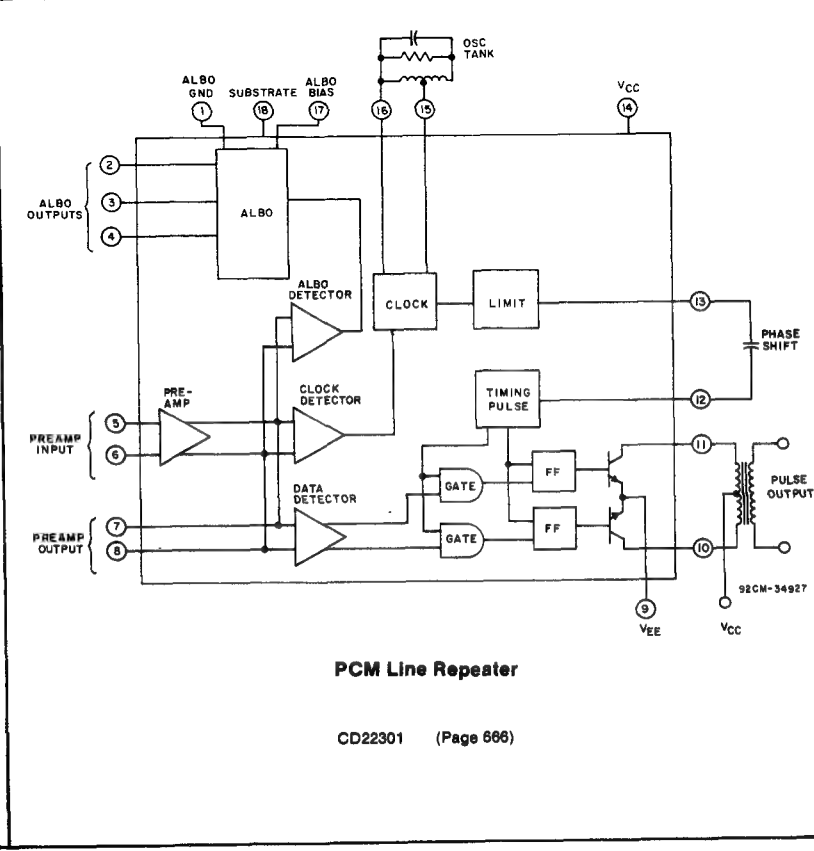 OSC
TANK
ALBO
GND
SUBSTRATE
ALBO
BIAS
VCC
1
18
17
16
15
14
2
3
4
ALBO
OUTPUTS
ALBO
ALBO
DETECTOR
CLOCK
LIMIT
13
PHASE
SHIFT
12
TIMING
PULSE
PRE-
AMP
CLOCK
DETECTOR
5
6
PREAMP
INPUT
DATA
DETECTOR
GATE
FF
11
PULSE
OUTPUT
7
8
PREAMP
OUTPUT
GATE
FF
10
92CM-34927
9
VEE
VCC
PCM Line Repeater
CD22301 (Page 666)